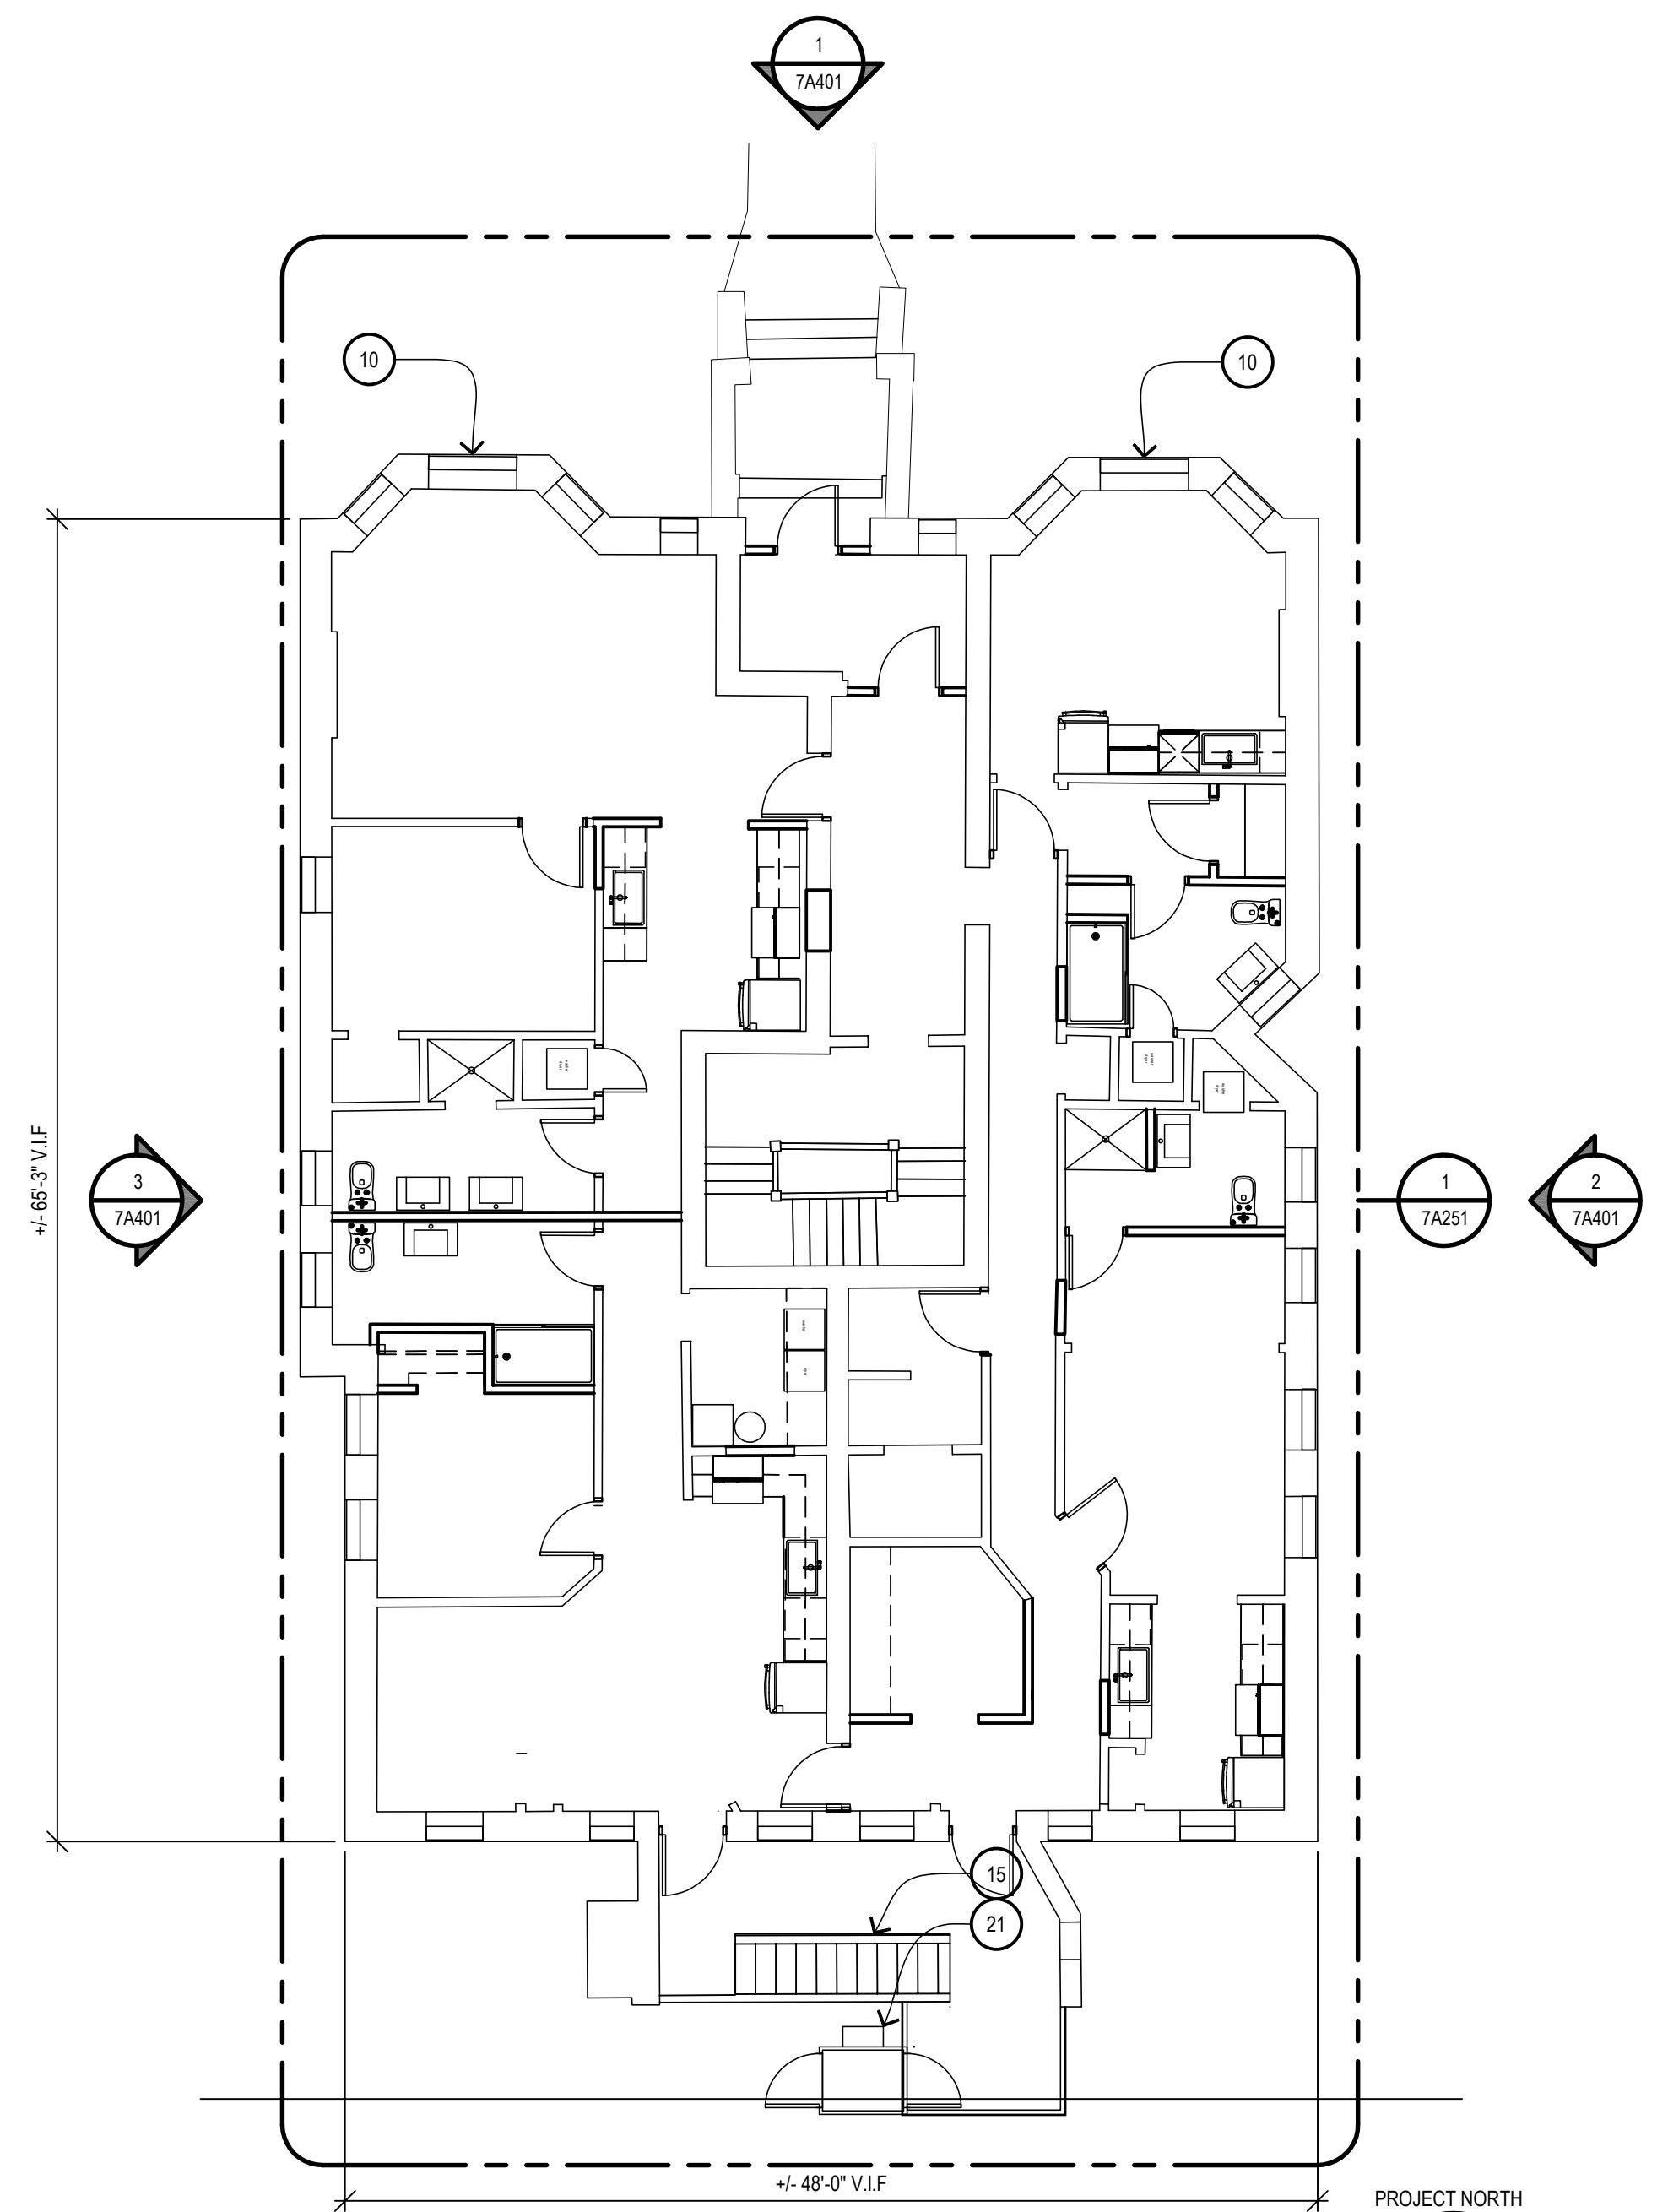 1
7A401
10
10
+/- 65'-3" V.I.F
3
7A401
1
7A251
2
7A401
15
21
+/- 48'-0" V.I.F
PROJECT NORTH